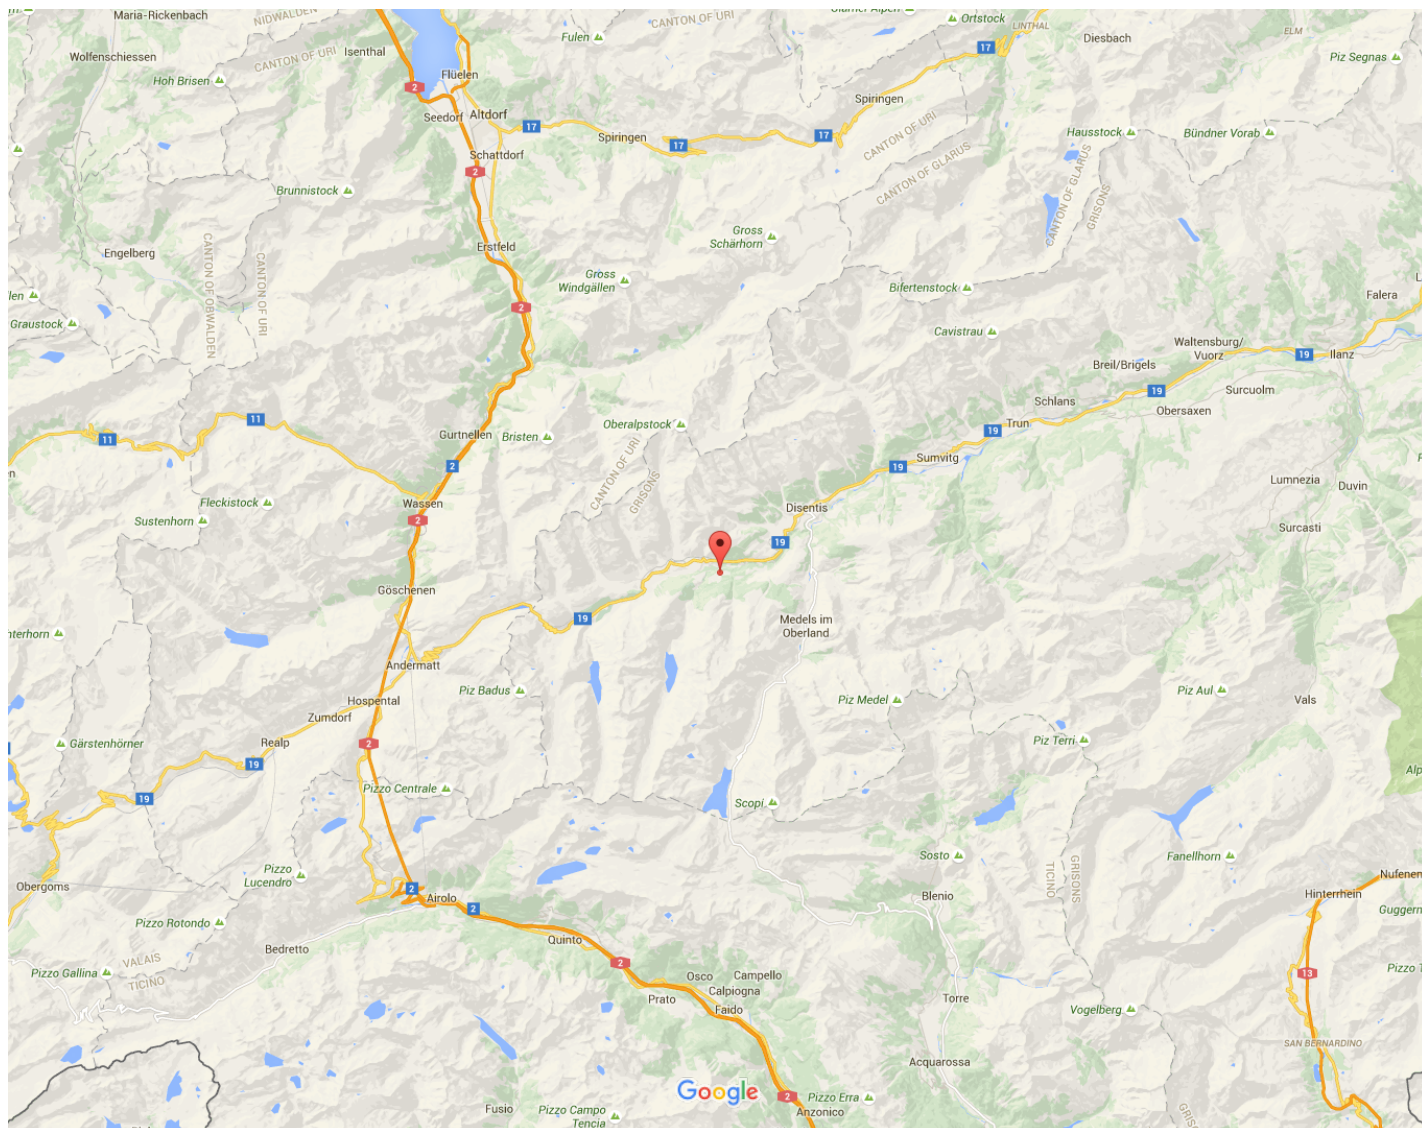 Maria-Rickenbach
NIDWALDEN
CANTON OF URI
Ortstock
LINTHAL
Diesbach
ELM
Wolfenschiessen
Isenthal
CANTON OF URI
Fulen
17
Piz Segnas
Hoh Brisen
Flüelen
2
Spiringen
Seedorf
Altdorf
17
Spiringen
17
17
CANTON OF URI
CANTON OF GLARUS
Hausstock
Bündner Vorab
Schattdorf
2
CANTON OF GLARUS
GRISONS
Brunnistock
Gross
Schärhorn
Engelberg
CANTON OF OBWALDEN
CANTON OF URI
Erstfeld
Gross
Windgällen
Bifertenstock
Falera
len
Graustock
2
Cavistrau
Waltensburg/
Vuorz
19
Ilanz
Breil/Brigels
Surcuolm
19
Schlans
Obersaxen
11
11
Gurtnellen
Bristen
Oberalpstock
Trun
19
CANTON OF URI
GRISONS
Sumvitg
19
2
Lumnezia
Duvin
Fleckistock
Wassen
Disentis
Sustenhorn
2
Surcasti
19
Göschenen
19
Medels im
Oberland
nterhorn
Andermatt
Piz Badus
Piz Medel
Piz Aul
Vals
Hospental
Zumdorf
Realp
2
Gärstenhörner
Piz Terri
19
19
Pizzo Centrale
Scopi
Alp
Sosto
Fanellhorn
Pizzo
Lucendro
TICINO
GRISONS
Obergoms
2
Airolo
2
Blenio
Nufenen
Hinterrhein
Guggern
Pizzo Rotondo
Quinto
Bedretto
VALAIS
TICINO
Pizzo Gallina
2
Osco
Campello
Calpiogna
Prato
Faido
13
Pizzo T
Torre
Vogelberg
SAN BERNARDINO
Acquarossa
Google
2
Pizzo Erra
Anzonico
Fusio
Pizzo Campo
Tencia
GRIS